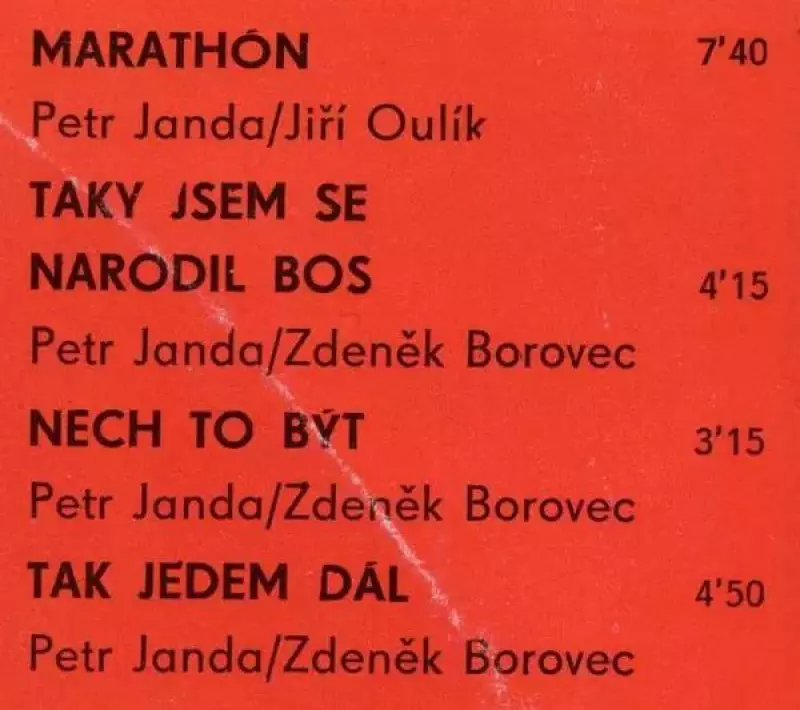 MARATHÓN 7'40
Petr Janda/Jiří Oulík
TAKY JSEM SE
NARODIL BOS 4'15
Petr Janda/Zdeněk Borovec
NECH TO BÝT 3'15
Petr Janda/Zdeněk Borovec
TAK JEDEM DÁL 4'50
Petr Janda/Zdeněk Borovec